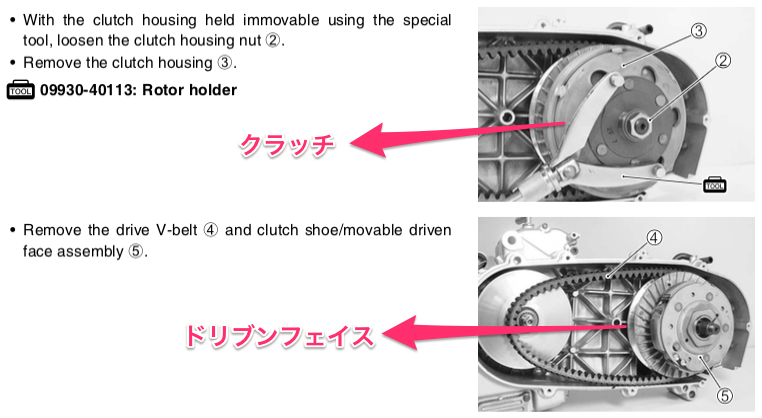 • With the clutch housing held immovable using the special
tool, loosen the clutch housing nut ②.
• Remove the clutch housing ③.
TOOL 09930-40113: Rotor holder
③
②
クラッチ
TOOL
• Remove the drive V-belt ④ and clutch shoe/movable driven
face assembly ⑤.
④
ドリブンフェイス
⑤